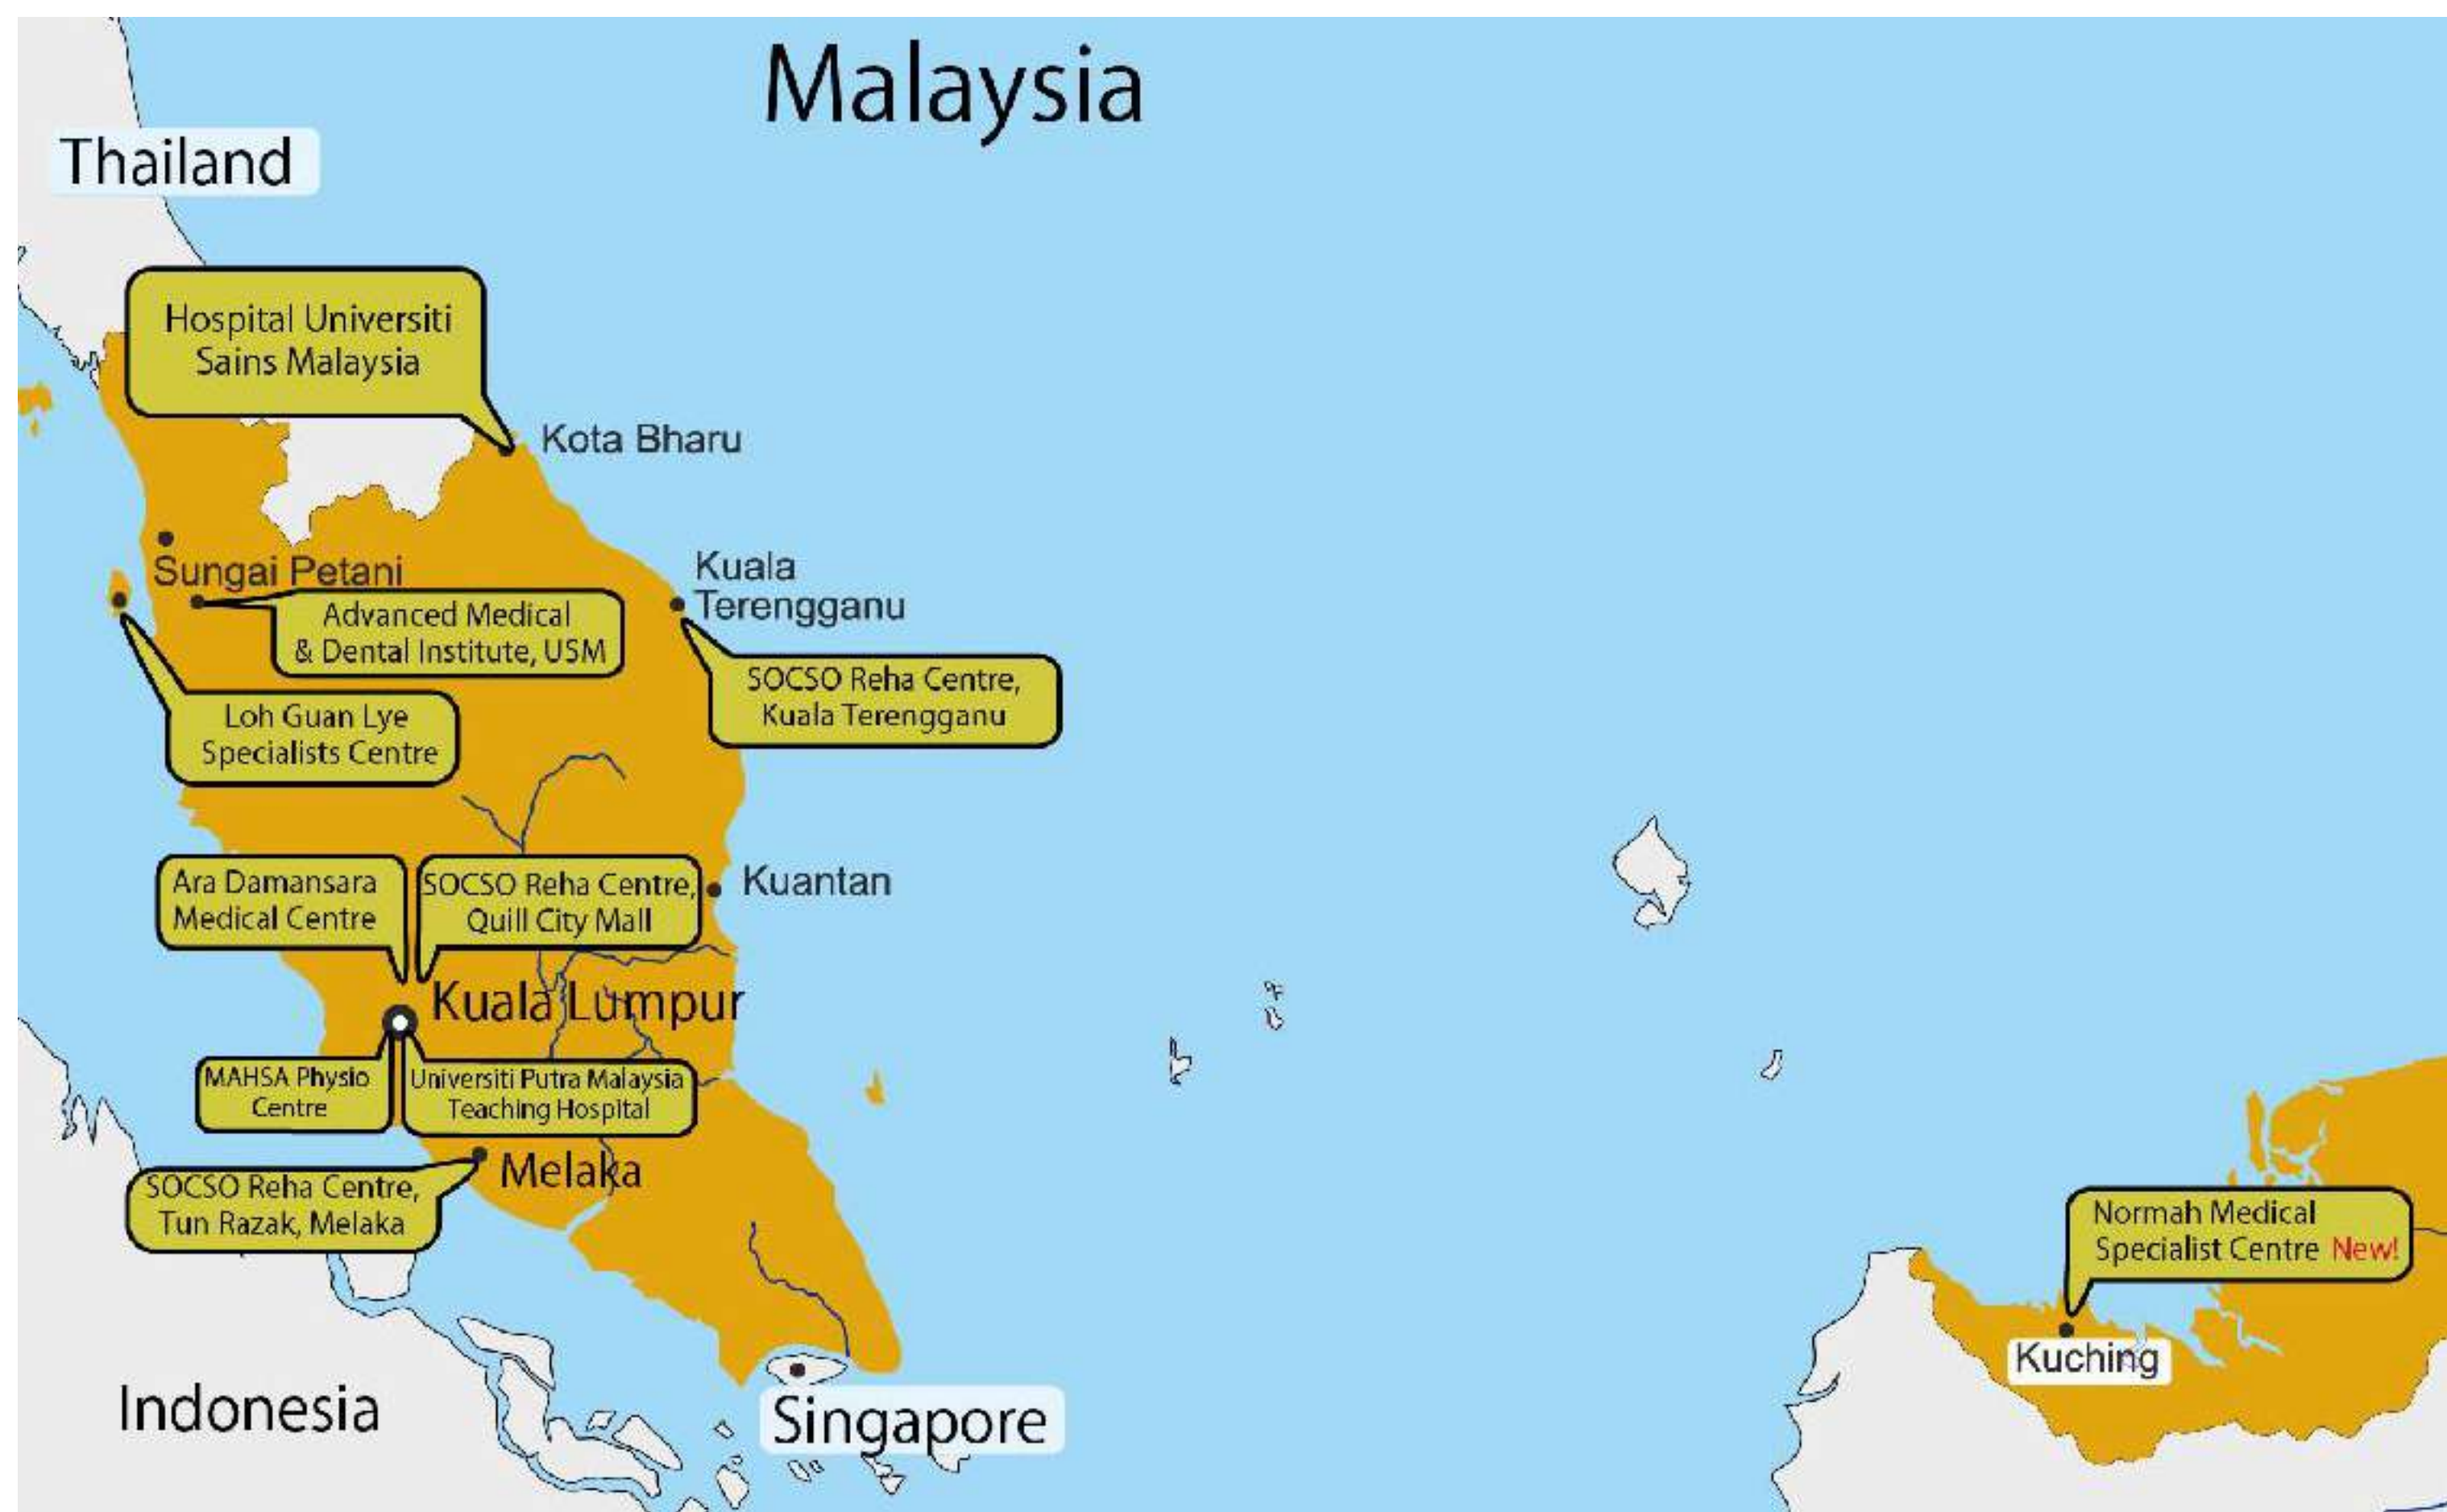 Malaysia
Thailand
Hospital Universiti
Sains Malaysia
Kota Bharu
Sungai Petani
Kuala
Terengganu
Advanced Medical
& Dental Institute, USM
SOCSO Reha Centre,
Kuala Terengganu
Loh Guan Lye
Specialists Centre
Ara Damansara
Medical Centre
SOCSO Reha Centre,
Quill City Mall
Kuantan
Kuala Lumpur
MAHSA Physio
Centre
Universiti Putra Malaysia
Teaching Hospital
Melaka
SOCSO Reha Centre,
Tun Razak, Melaka
Normah Medical
Specialist Centre New!
Kuching
Indonesia
Singapore